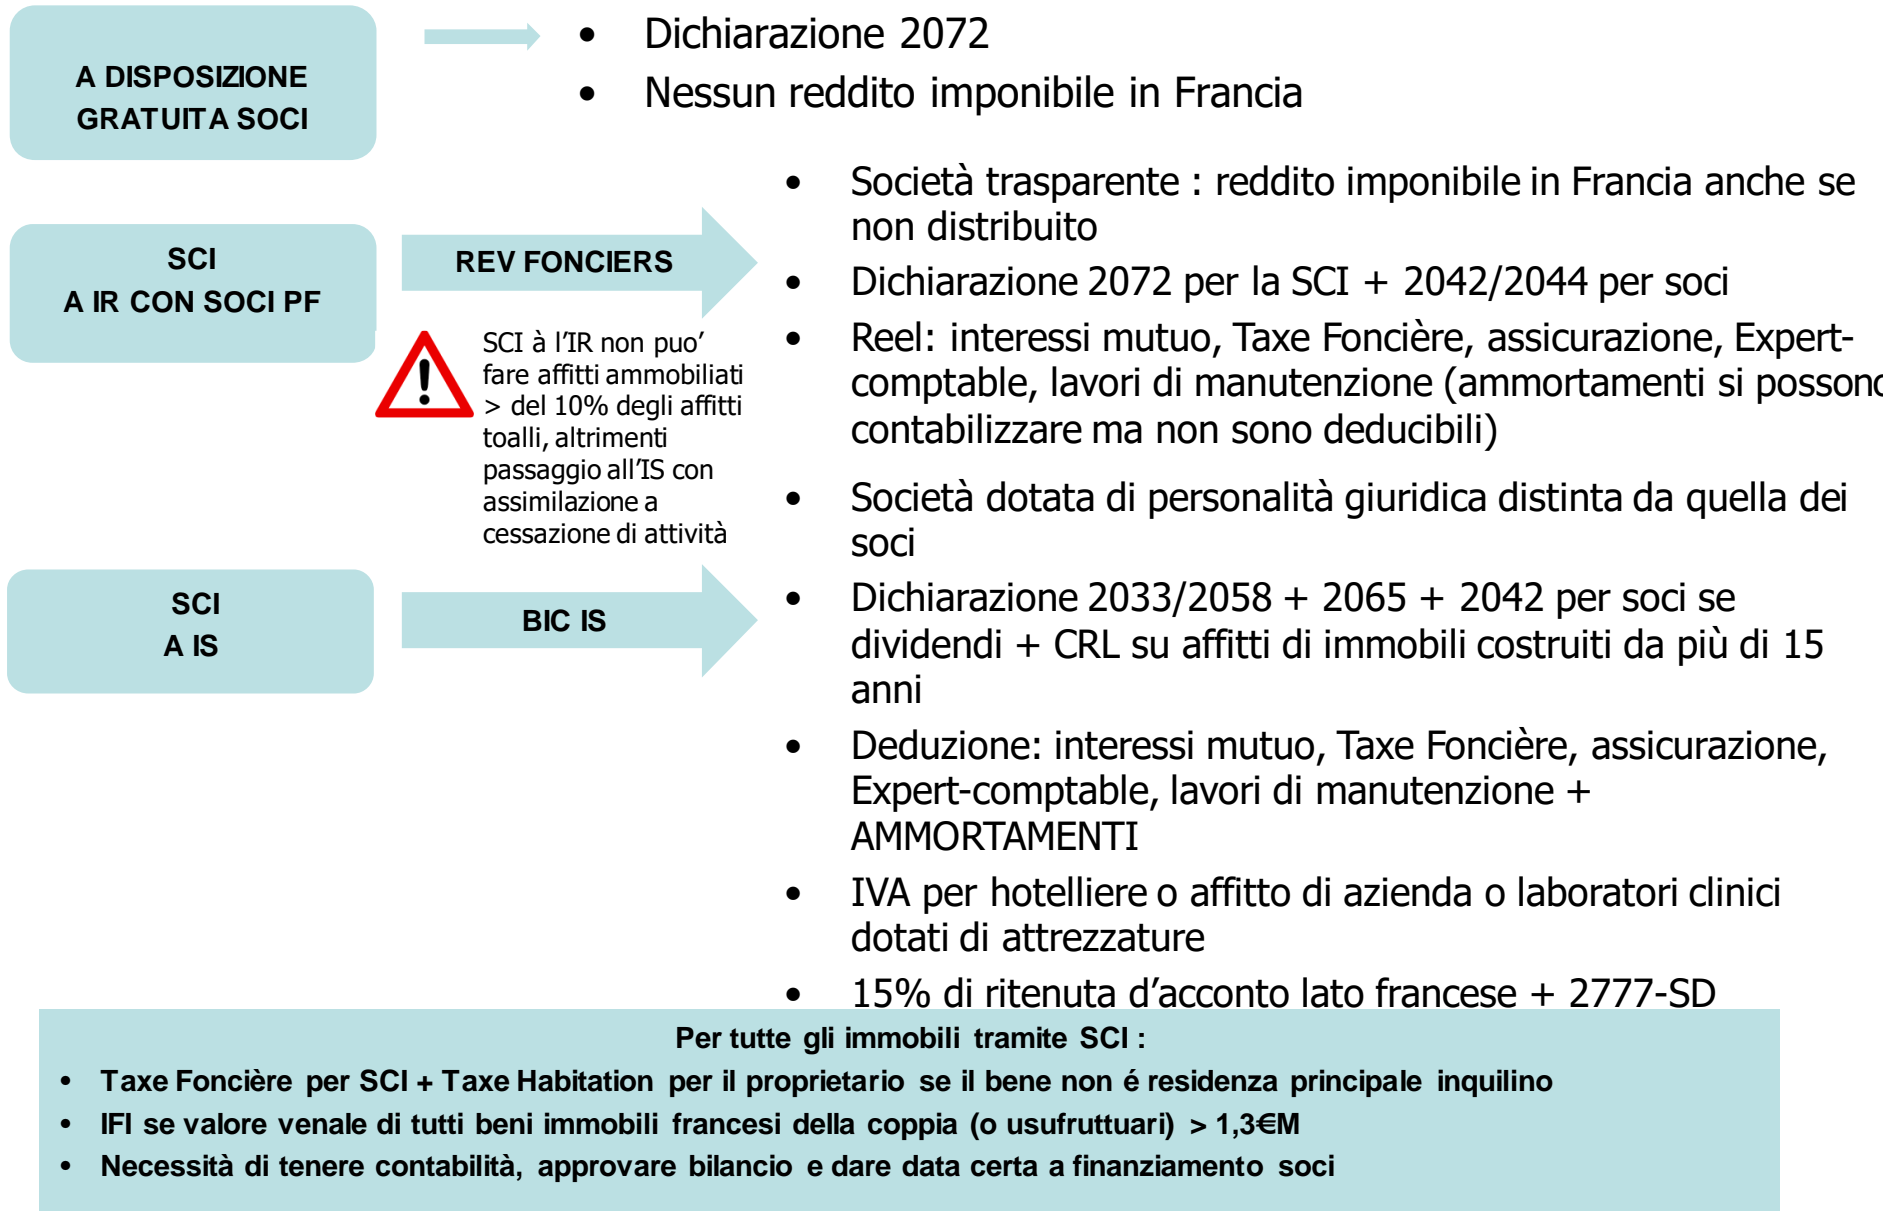 A DISPOSIZIONE
GRATUITA SOCI
• Dichiarazione 2072
• Nessun reddito imponibile in Francia
SCI
A IR CON SOCI PF
REV FONCIERS
• Società trasparente : reddito imponibile in Francia anche se
non distribuito
• Dichiarazione 2072 per la SCI + 2042/2044 per soci
• Reel: interessi mutuo, Taxe Foncière, assicurazione, Expert-
comptable, lavori di manutenzione (ammortamenti si possono
contabilizzare ma non sono deducibili)
SCI à l’IR non puo’
fare affitti ammobiliati
> del 10% degli affitti
toalli, altrimenti
passaggio all’IS con
assimilazione a
cessazione di attività
SCI
A IS
BIC IS
• Società dotata di personalità giuridica distinta da quella dei
soci
• Dichiarazione 2033/2058 + 2065 + 2042 per soci se
dividendi + CRL su affitti di immobili costruiti da più di 15
anni
• Deduzione: interessi mutuo, Taxe Foncière, assicurazione,
Expert-comptable, lavori di manutenzione +
AMMORTAMENTI
• IVA per hotelliere o affitto di azienda o laboratori clinici
dotati di attrezzature
• 15% di ritenuta d’acconto lato francese + 2777-SD
Per tutte gli immobili tramite SCI :
• Taxe Foncière per SCI + Taxe Habitation per il proprietario se il bene non é residenza principale inquilino
• IFI se valore venale di tutti beni immobili francesi della coppia (o usufruttuari) > 1,3€M
• Necessità di tenere contabilità, approvare bilancio e dare data certa a finanziamento soci